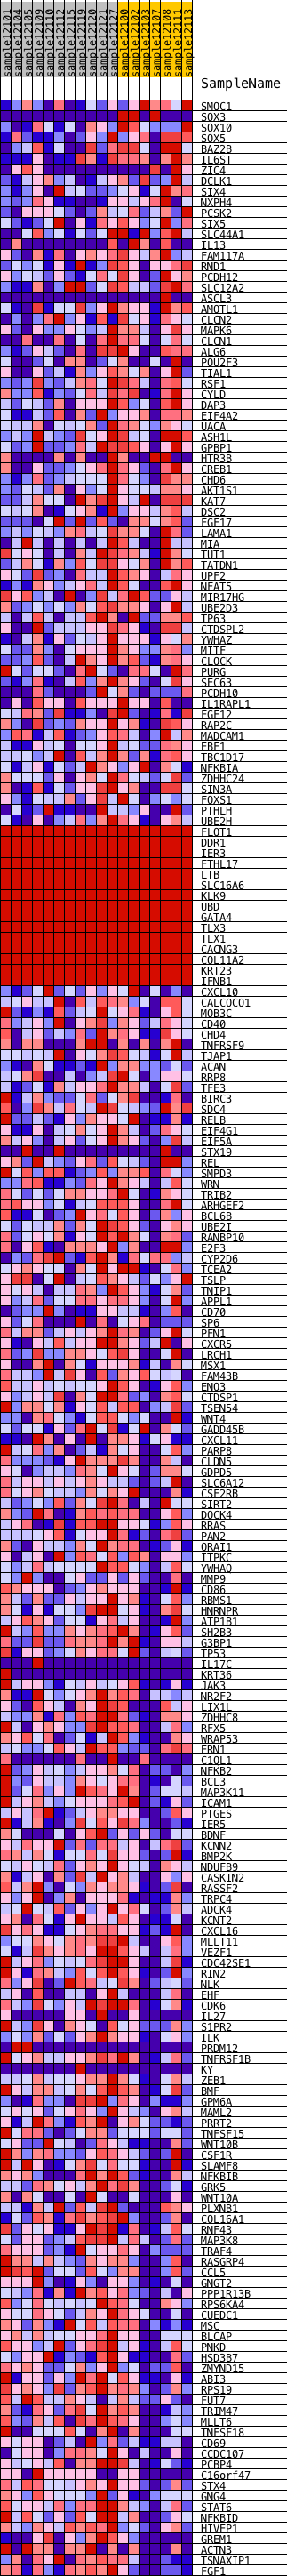 sample12101
sample12104
sample12105
sample12109
sample12110
sample12112
sample12114
sample12119
sample12120
sample12126
sample12127
sample12100
sample12102
sample12103
sample12107
sample12108
sample12111
sample12113
SampleName
SMOC1
SOX3
SOX10
SOX5
BAZ2B
IL6ST
ZIC4
DCLK1
SIX4
NXPH4
PCSK2
SIX5
SLC44A1
IL13
FAM117A
RND1
PCDH12
SLC12A2
ASCL3
AMOTL1
CLCN2
MAPK6
CLCN1
ALG6
POU2F3
TIAL1
RSF1
CYLD
DAP3
EIF4A2
UACA
ASH1L
GPBP1
HTR3B
CREB1
CHD6
AKT1S1
KAT7
DSC2
FGF17
LAMA1
MIA
TUT1
TATDN1
UPF2
NFAT5
MIR17HG
UBE2D3
TP63
CTDSPL2
YWHAZ
MITF
CLOCK
PURG
SEC63
PCDH10
IL1RAPL1
FGF12
RAP2C
MADCAM1
EBF1
TBC1D17
NFKBIA
ZDHHC24
SIN3A
FOXS1
PTHLH
UBE2H
FLOT1
DDR1
IER3
FTHL17
LTB
SLC16A6
KLK9
UBD
GATA4
TLX3
TLX1
CACNG3
COL11A2
KRT23
IFNB1
CXCL10
CALCOCO1
MOB3C
CD40
CHD4
TNFRSF9
TJAP1
ACAN
RRP8
TFE3
BIRC3
SDC4
RELB
EIF4G1
EIF5A
STX19
REL
SMPD3
WRN
TRIB2
ARHGEF2
BCL6B
UBE2I
RANBP10
E2F3
CYP2D6
TCEA2
TSLP
TNIP1
APPL1
CD70
SP6
PFN1
CXCR5
LRCH1
MSX1
FAM43B
ENO3
CTDSP1
TSEN54
WNT4
GADD45B
CXCL11
PARP8
CLDN5
GDPD5
SLC6A12
CSF2RB
SIRT2
DOCK4
RRAS
PAN2
ORAI1
ITPKC
YWHAQ
MMP9
CD86
RBMS1
HNRNPR
ATP1B1
SH2B3
G3BP1
TP53
IL17C
KRT36
JAK3
NR2F2
LIX1L
ZDHHC8
RFX5
WRAP53
ERN1
C1QL1
NFKB2
BCL3
MAP3K11
ICAM1
PTGES
IER5
BDNF
KCNN2
BMP2K
NDUFB9
CASKIN2
RASSF2
TRPC4
ADCK4
KCNT2
CXCL16
MLLT11
VEZF1
CDC42SE1
RIN2
NLK
EHF
CDK6
IL27
S1PR2
ILK
PRDM12
TNFRSF1B
KY
ZEB1
BMF
GPM6A
MAML2
PRRT2
TNFSF15
WNT10B
CSF1R
SLAMF8
NFKBIB
GRK5
WNT10A
PLXNB1
COL16A1
RNF43
MAP3K8
TRAF4
RASGRP4
CCL5
GNGT2
PPP1R13B
RPS6KA4
CUEDC1
MSC
BLCAP
PNKD
HSD3B7
ZMYND15
ABI3
RPS19
FUT7
TRIM47
MLLT6
TNFSF18
CD69
CCDC107
PCBP4
C16orf47
STX4
GNG4
STAT6
NFKBID
HIVEP1
GREM1
ACTN3
TSNAXIP1
FGF1